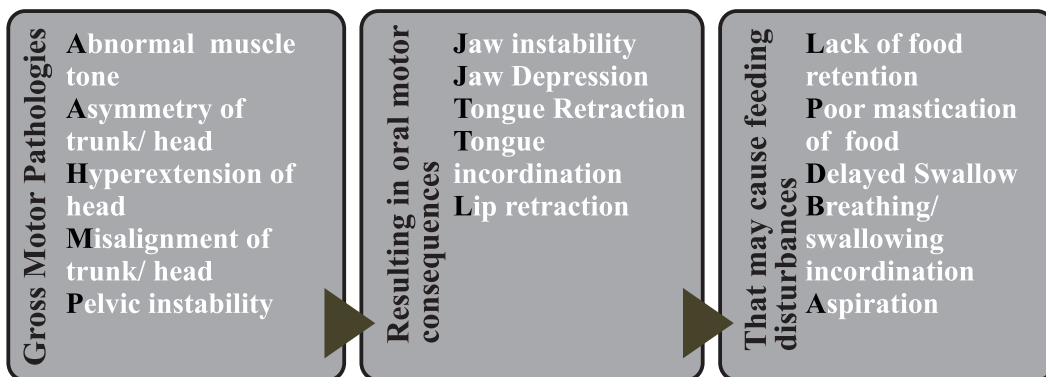 Gross Motor Pathologies
Abnormal muscle
tone
Asymmetry of
trunk/ head
Hyperextension of
head
Misalignment of
trunk/ head
Pelvic instability
Resulting in oral motor
consequences
Jaw instability
Jaw Depression
Tongue Retraction
Tongue
incordination
Lip retraction
That may cause feeding
disturbances
Lack of food
retention
Poor mastication
of food
Delayed Swallow
Breathing/
swallowing
incordination
Aspiration